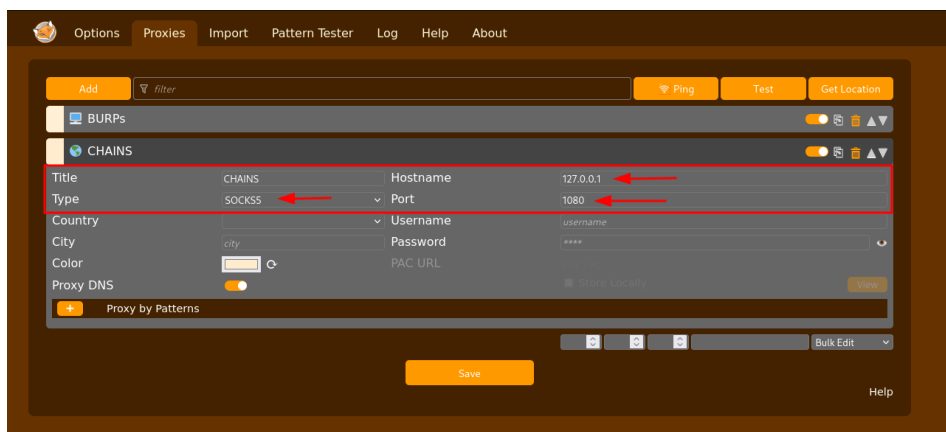 Options Proxies Import Pattern Tester Log Help About
Add filter Ping Test Get Location
BURPs
CHAINS
Title CHAINS Hostname 127.0.0.1
Type SOCKS5 Port 1080
Country Username username
City city Password ****
Color PAC URL
Proxy DNS Store Locally View
+ Proxy by Patterns
Bulk Edit
Save
Help